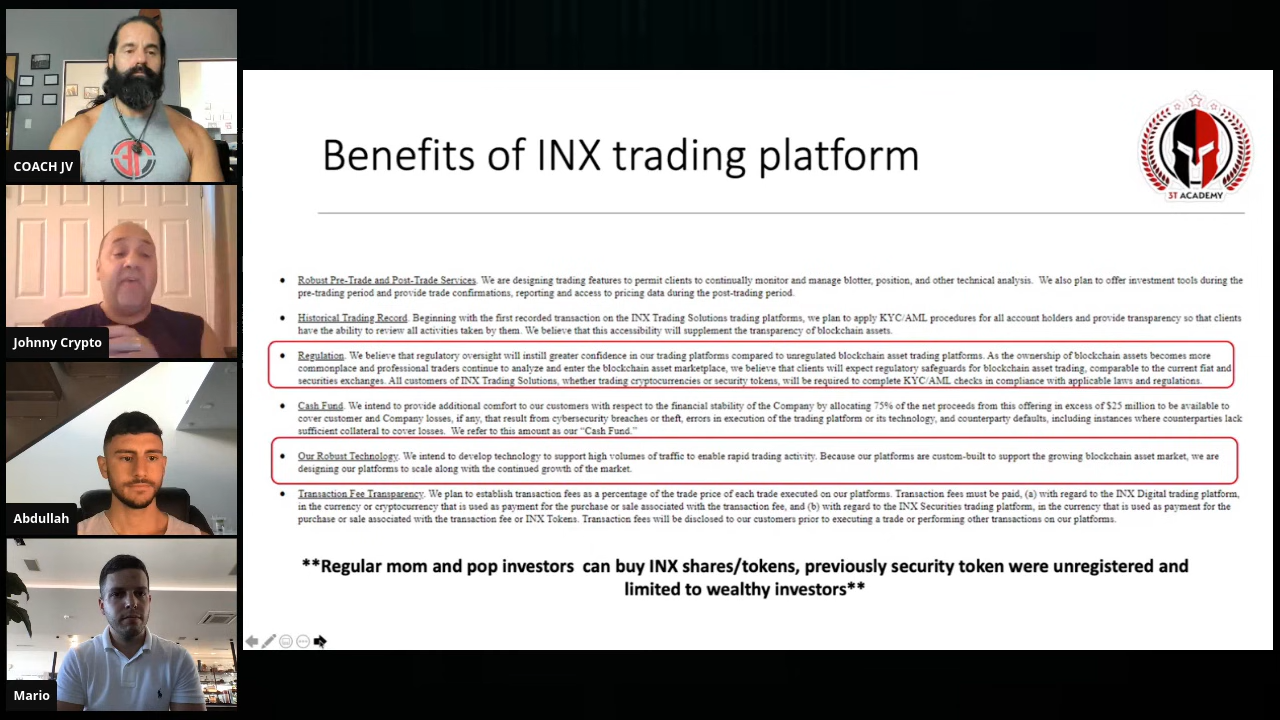 COACH JV
Johnny Crypto
Abdullah
Mario
Benefits of INX trading platform
3T ACADEMY
• Robust Pre-Trade and Post-Trade Services. We are designing trading features to permit clients to continually monitor and manage blotter, position, and other technical analysis. We also plan to offer investment tools during the
pre-trading period and provide trade confirmations, reporting and access to pricing data during the post-trading period.
• Historical Trading Record. Beginning with the first recorded transaction on the INX Trading Solutions trading platforms, we plan to apply KYC/AML procedures for all account holders and provide transparency so that clients
have the ability to review all activities taken by them. We believe that this accessibility will supplement the transparency of blockchain assets.
• Regulation. We believe that regulatory oversight will instill greater confidence in our trading platforms compared to unregulated blockchain asset trading platforms. As the ownership of blockchain assets becomes more
commonplace and professional traders continue to analyze and enter the blockchain asset marketplace, we believe that clients will expect regulatory safeguards for blockchain asset trading, comparable to the current fiat and
securities exchanges. All customers of INX Trading Solutions, whether trading cryptocurrencies or security tokens, will be required to complete KYC/AML checks in compliance with applicable laws and regulations.
• Cash Fund. We intend to provide additional comfort to our customers with respect to the financial stability of the Company by allocating 75% of the net proceeds from this offering in excess of $25 million to be available to
cover customer and Company losses, if any, that result from cybersecurity breaches or theft, errors in execution of the trading platform or its technology, and counterparty defaults, including instances where counterparties lack
sufficient collateral to cover losses. We refer to this amount as our “Cash Fund.”
• Our Robust Technology. We intend to develop technology to support high volumes of traffic to enable rapid trading activity. Because our platforms are custom-built to support the growing blockchain asset market, we are
designing our platforms to scale along with the continued growth of the market.
• Transaction Fee Transparency. We plan to establish transaction fees as a percentage of the trade price of each trade executed on our platforms. Transaction fees must be paid, (a) with regard to the INX Digital trading platform,
in the currency or cryptocurrency that is used as payment for the purchase or sale associated with the transaction fee, and (b) with regard to the INX Securities trading platform, in the currency that is used as payment for the
purchase or sale associated with the transaction fee or INX Tokens. Transaction fees will be disclosed to our customers prior to executing a trade or performing other transactions on our platforms.
**Regular mom and pop investors can buy INX shares/tokens, previously security token were unregistered and
limited to wealthy investors**